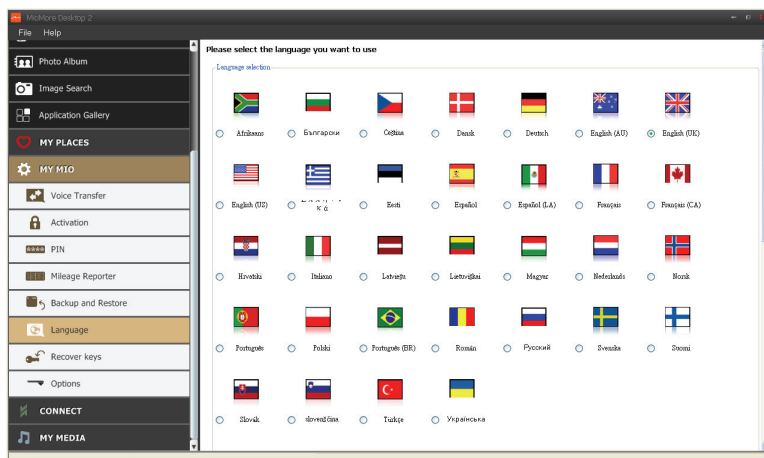 MioMore Desktop 2
File Help
Photo Album
Image Search
Application Gallery
MY PLACES
MY MIO
Voice Transfer
Activation
PIN
Mileage Reporter
Backup and Restore
Language
Recover keys
Options
CONNECT
MY MEDIA
Please select the language you want to use
Language selection
Afrikaans Български Čeština Dansk Deutsch English (AU) English (UK)
English (US) Eesti Español Español (LA) Français Français (CA)
Hrvatski Italiano Latviešu Lietuviškai Magyar Nederlands Norsk
Português Polski Português (BR) Român Русский Svenska Suomi
Slovák slovenščina Türkçe Українська